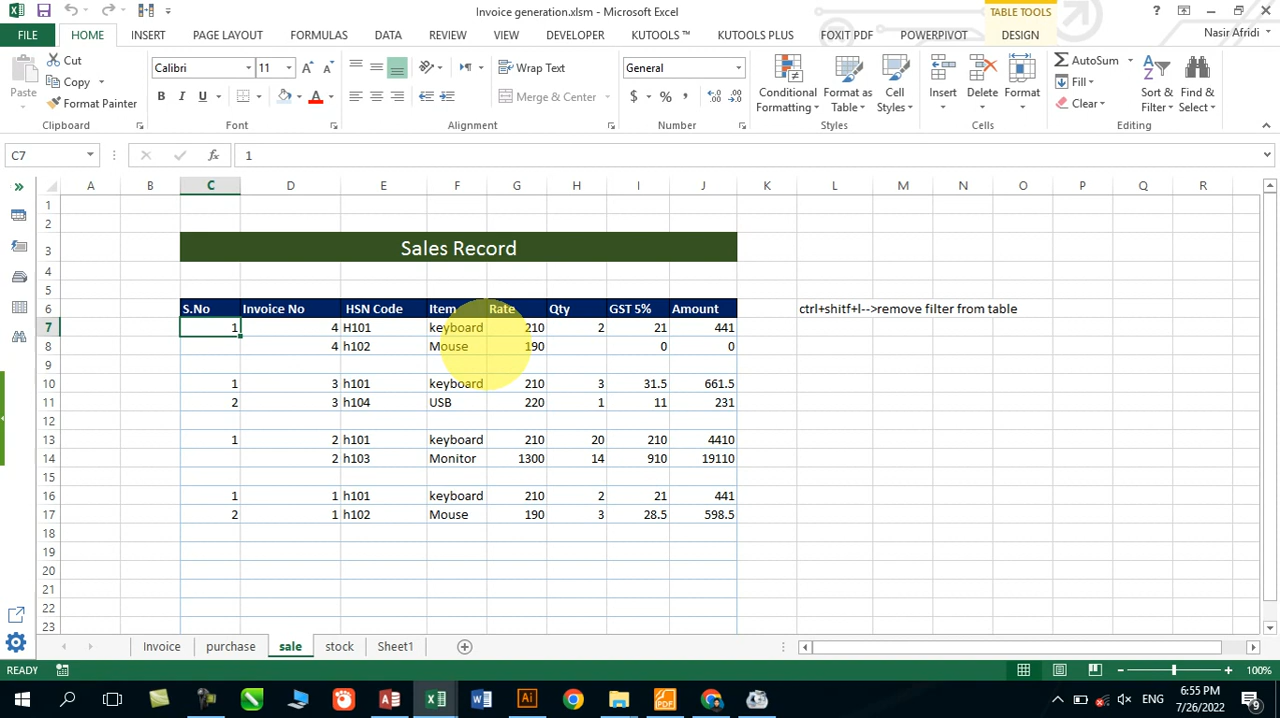 Invoice generation.xlsm - Microsoft Excel
TABLE TOOLS
?
FILE HOME INSERT PAGE LAYOUT FORMULAS DATA REVIEW VIEW DEVELOPER KUTOOLS ™ KUTOOLS PLUS FOXIT PDF POWERPIVOT DESIGN
Nasir Afridi
Paste
Cut
Copy
Format Painter
Clipboard
Calibri 11
B I U
Font
Wrap Text
Merge & Center
Alignment
General
$ % ,
Number
Conditional Formatting
Format as Table
Cell Styles
Styles
Insert Delete Format
Cells
AutoSum
Fill
Clear
Sort & Filter
Find & Select
Editing
C7 fx 1
A B C D E F G H I J K L M N O P Q R
1
2
3 Sales Record
4
5
6 S.No Invoice No HSN Code Item Rate Qty GST 5% Amount ctrl+shitf+l-->remove filter from table
7 1 4 H101 keyboard 210 2 21 441
8 4 h102 Mouse 190 0 0
9
10 1 3 h101 keyboard 210 3 31.5 661.5
11 2 3 h104 USB 220 1 11 231
12
13 1 2 h101 keyboard 210 20 210 4410
14 2 h103 Monitor 1300 14 910 19110
15
16 1 1 h101 keyboard 210 2 21 441
17 2 1 h102 Mouse 190 3 28.5 598.5
18
19
20
21
22
23
Invoice purchase sale stock Sheet1
READY 100%
ENG 6:55 PM
7/26/2022 9